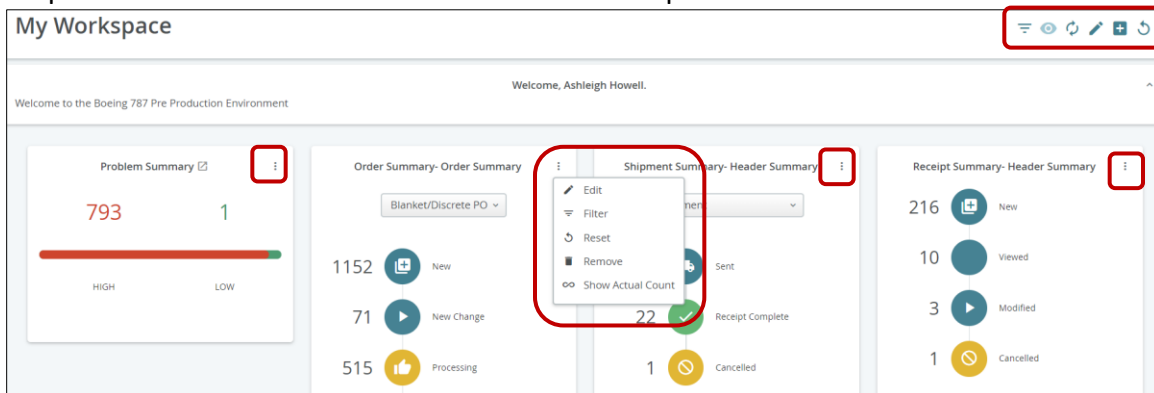 My Workspace
Welcome, Ashleigh Howell.
Welcome to the Boeing 787 Pre Production Environment
Problem Summary
793
1
HIGH
LOW
Order Summary- Order Summary
Blanket/Discrete PO
1152
New
71
New Change
515
Processing
Edit
Filter
Reset
Remove
Show Actual Count
Shipment Summary- Header Summary
Sent
22
Receipt Complete
1
Cancelled
Receipt Summary- Header Summary
216
New
10
Viewed
3
Modified
1
Cancelled